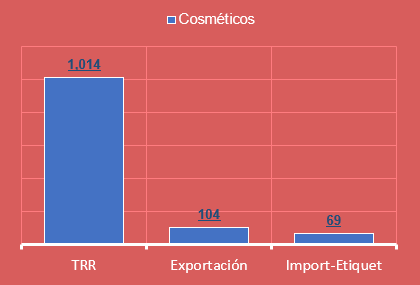 Cosméticos
1.014
104
69
TRR
Exportación
Import-Etiquet